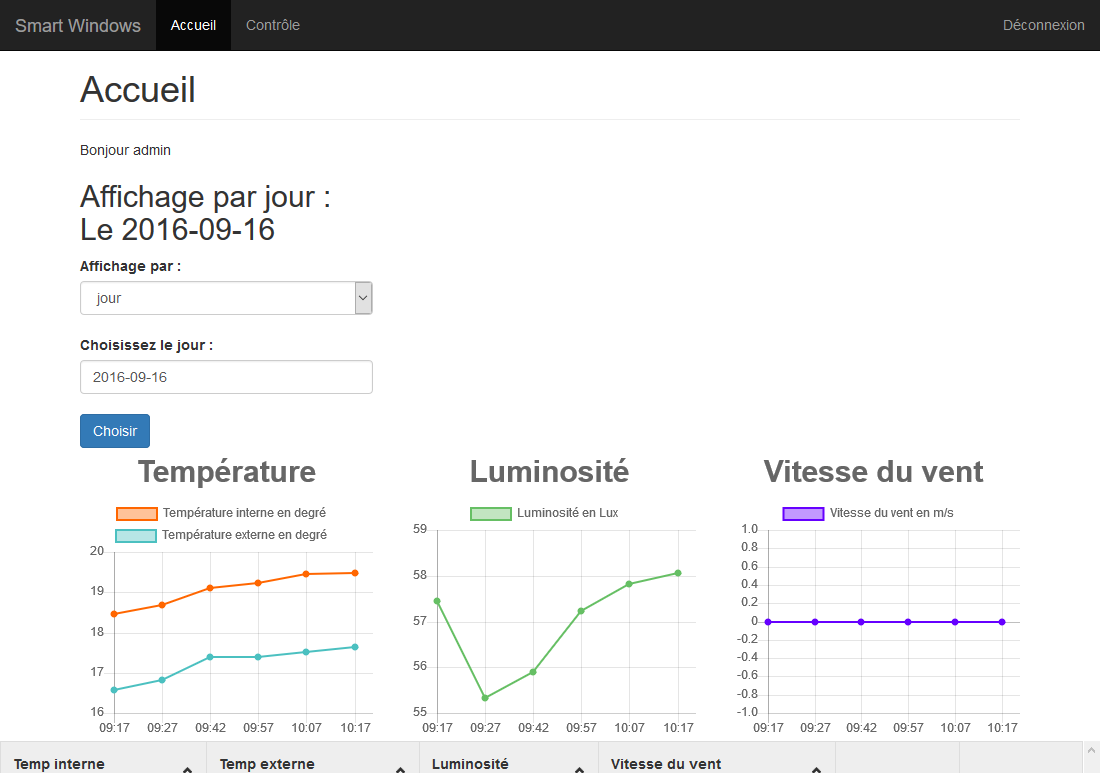 Smart Windows Accueil Contrôle Déconnexion
Accueil
Bonjour admin
Affichage par jour :
Le 2016-09-16
Affichage par :
jour
Choisissez le jour :
2016-09-16
Choisir
Température
Température interne en degré
Température externe en degré
20
19
18
17
16
09:17 09:27 09:42 09:57 10:07 10:17
Luminosité
Luminosité en Lux
59
58
57
56
55
09:17 09:27 09:42 09:57 10:07 10:17
Vitesse du vent
Vitesse du vent en m/s
1.0
0.8
0.6
0.4
0.2
0
-0.2
-0.4
-0.6
-0.8
-1.0
09:17 09:27 09:42 09:57 10:07 10:17
Temp interne Temp externe Luminosité Vitesse du vent